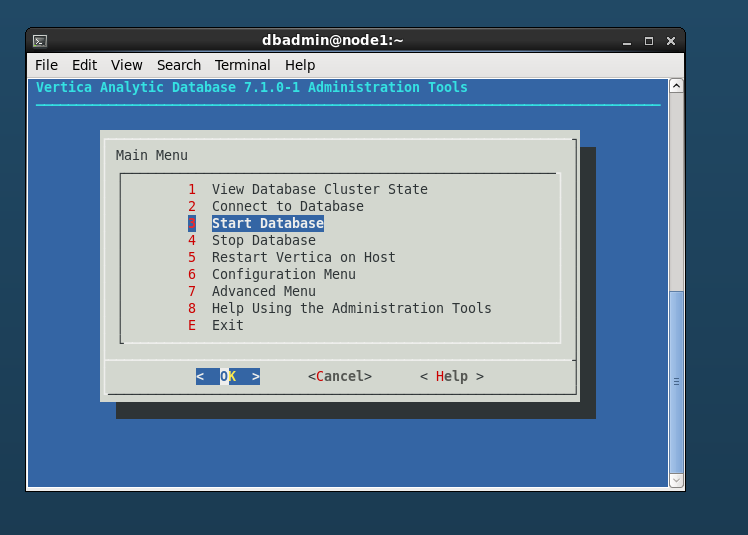 dbadmin@node1:~
File Edit View Search Terminal Help
Vertica Analytic Database 7.1.0-1 Administration Tools
Main Menu
1 View Database Cluster State
2 Connect to Database
3 Start Database
4 Stop Database
5 Restart Vertica on Host
6 Configuration Menu
7 Advanced Menu
8 Help Using the Administration Tools
E Exit
< OK > <Cancel> < Help >